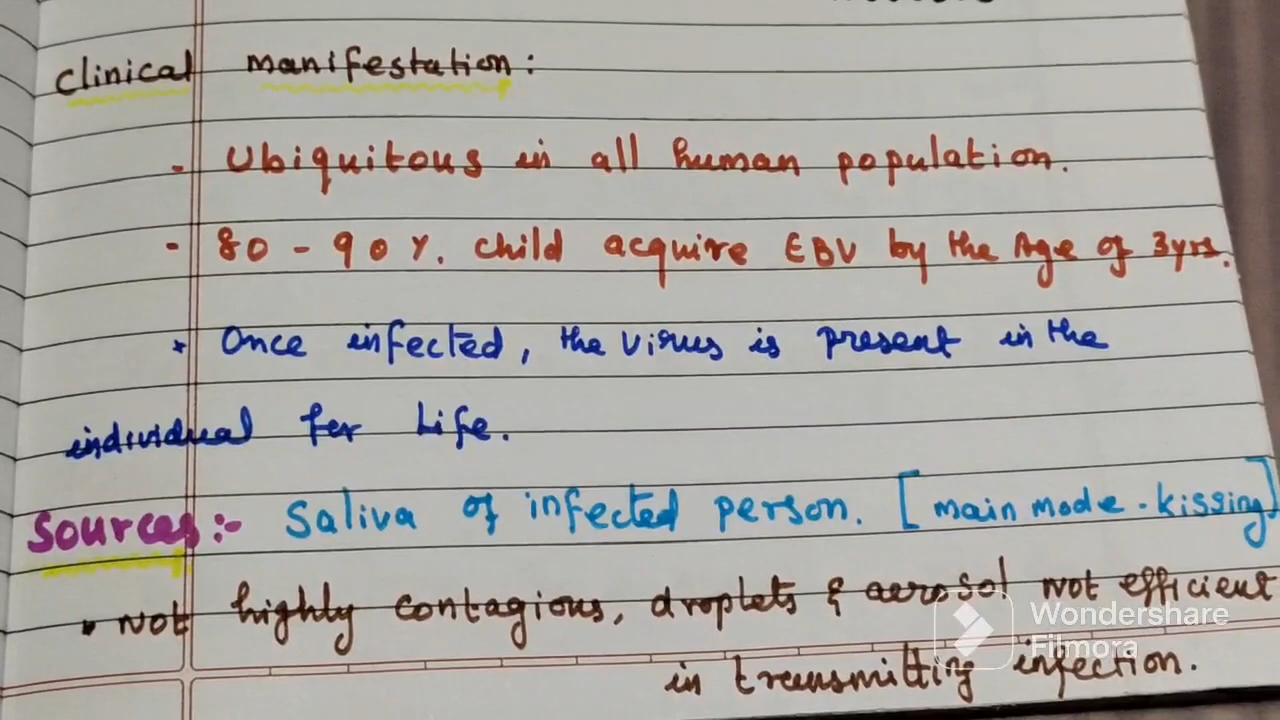 Clinical manifestation:
- Ubiquitous in all human population.
- 80-90%. child acquire EBV by the Age of 3yrs.
* Once infected, the virus is present in the
individual for Life.
Sources:- Saliva of infected person. [main mode - kissing]
• Not highly contagious, droplets & aerosol not efficient
in transmitting infection.
Wondershare
Filmora